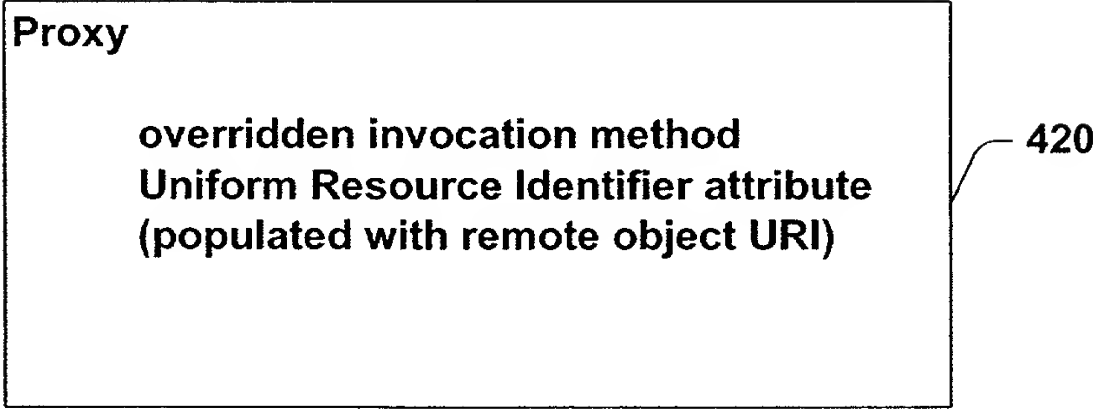 Proxy
overridden invocation method
420
Uniform Resource Identifier attribute
(populated with remote object URI)